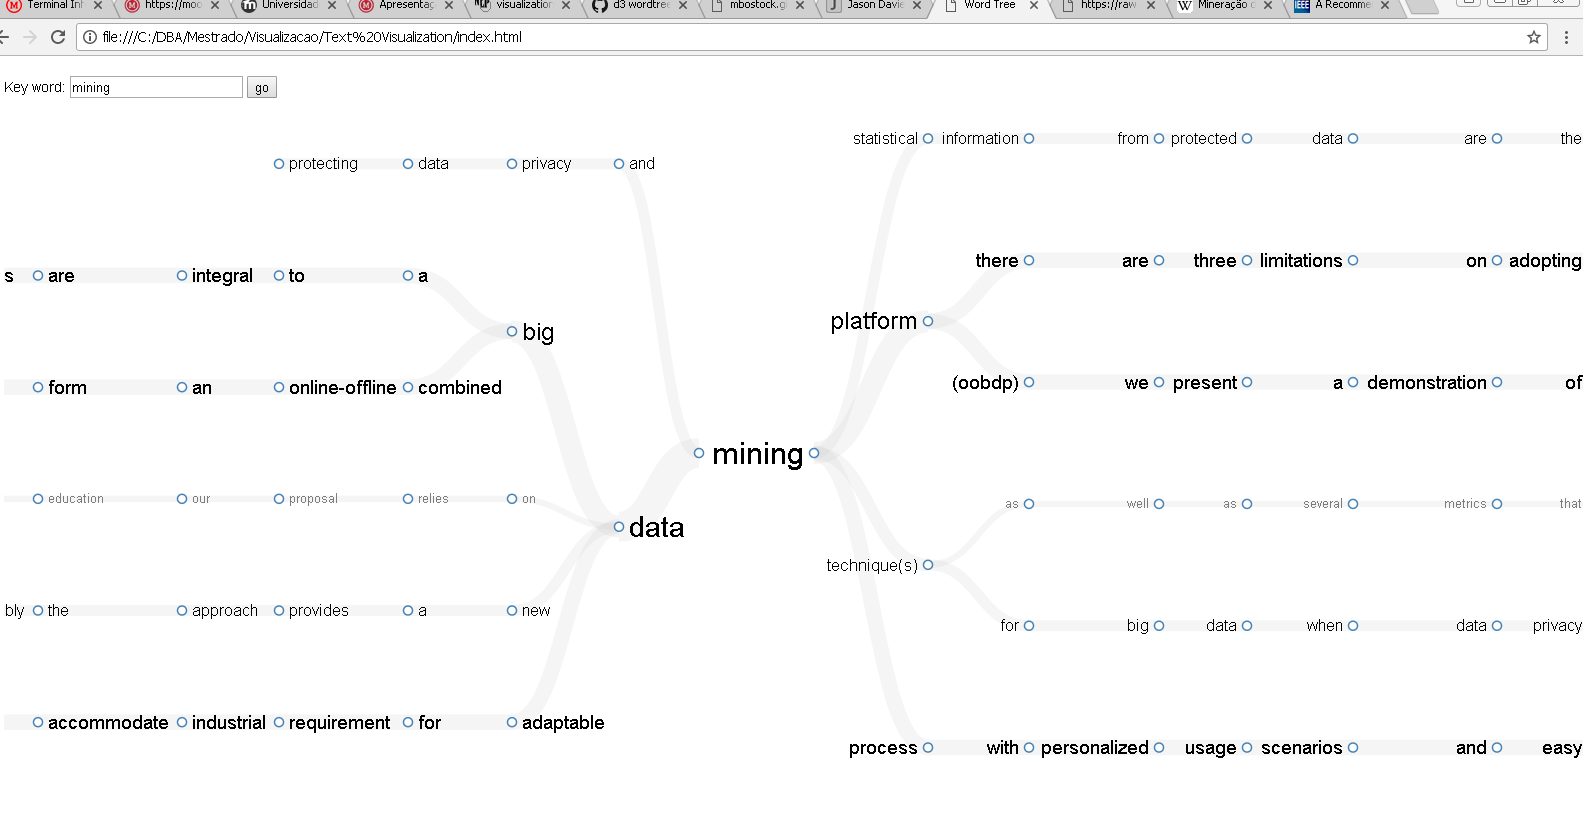 Terminal Inf
https://moo
Universidad
Apresentaç
visualization
d3 wordtree
mbostock.g
Jason Davie
Word Tree
https://raw
Mineração d
IEEE A Recomme
file:///C:/DBA/Mestrado/Visualizacao/Text%20Visualization/index.html
Key word: mining go
protecting data privacy and
s are integral to a
big
form an online-offline combined
education our proposal relies on
data
bly the approach provides a new
accommodate industrial requirement for adaptable
mining
statistical information from protected data are the
there are three limitations on adopting
platform
(oobdp) we present a demonstration of
as well as several metrics that
technique(s)
for big data when data privacy
process with personalized usage scenarios and easy